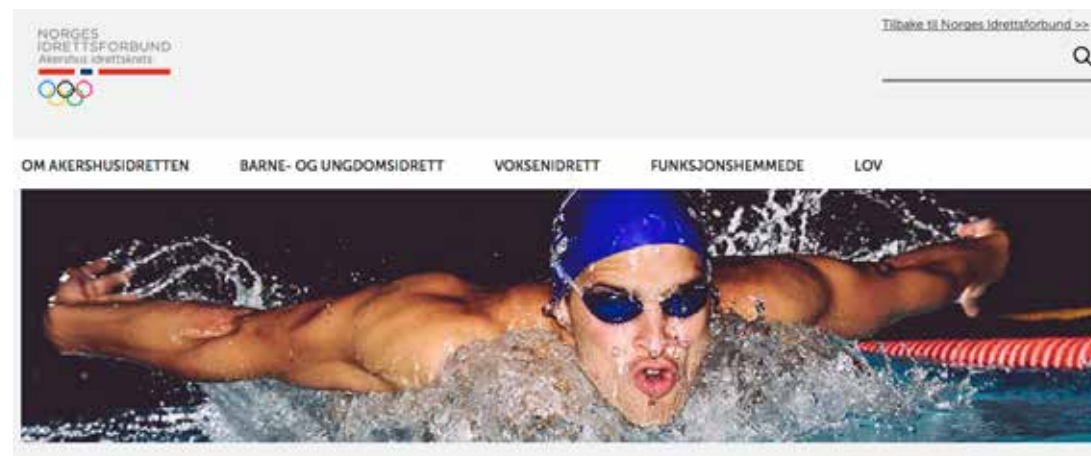 NORGES
IDRETTSFORBUND
Akershus idrettskrets
Tilbake til Norges Idrettsforbund >>
OM AKERSHUSIDRETTEN BARNE- OG UNGDOMSIDRETT VOKSENIDRETT FUNKSJONSHEMMEDE LOV